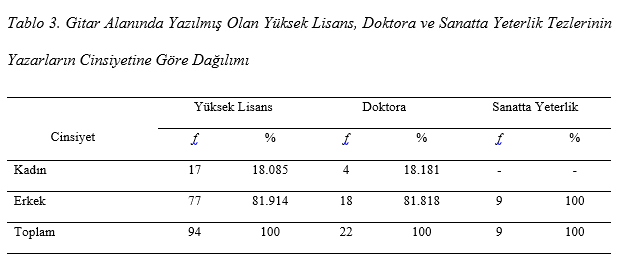 Tablo 3. Gitar Alanında Yazılmış Olan Yüksek Lisans, Doktora ve Sanatta Yeterlik Tezlerinin
Yazarların Cinsiyetine Göre Dağılımı
Yüksek Lisans Doktora Sanatta Yeterlik
Cinsiyet f % f % f %
Kadın 17 18.085 4 18.181 - -
Erkek 77 81.914 18 81.818 9 100
Toplam 94 100 22 100 9 100